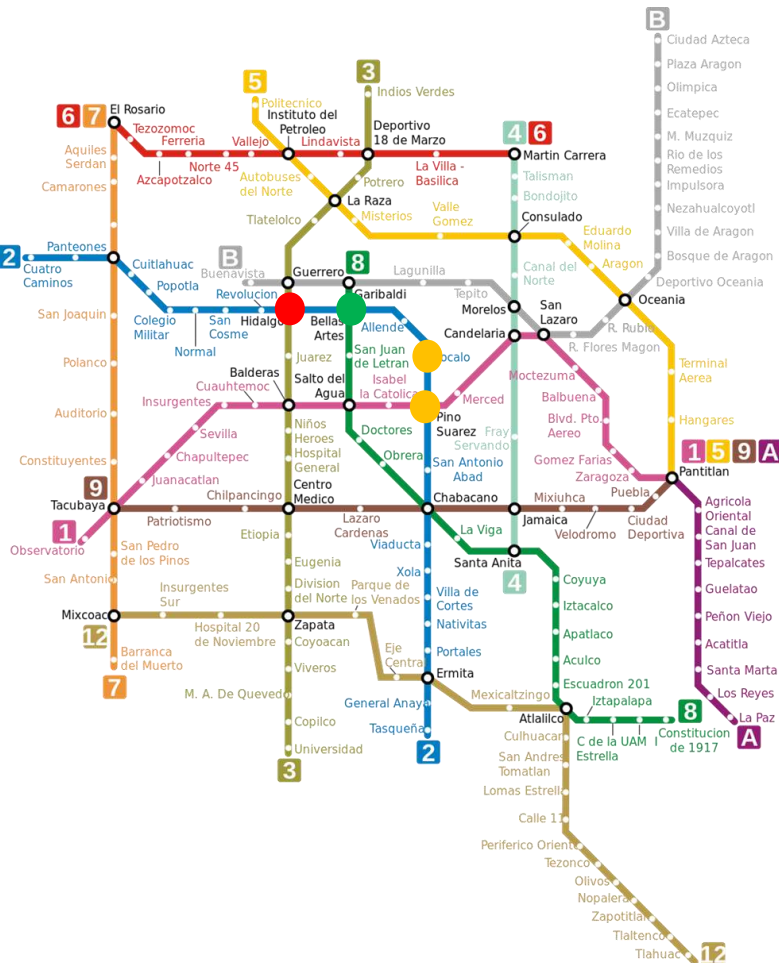 B
Ciudad Azteca
Plaza Aragon
Olimpica
Ecatepec
M. Muzquiz
Rio de los
Remedios
Impulsora
Nezahualcoyotl
Villa de Aragon
Bosque de Aragon
Deportivo Oceania
Oceania
R. Rubio
R. Flores Magon
San
Lazaro
Morelos
Tepito
Lagunilla
Garibaldi
Guerrero
Buenavista
B
5
Politecnico
Instituto del
Petroleo
Autobuses
del Norte
La Raza
Misterios
Valle
Gomez
Consulado
Eduardo
Molina
Aragon
Terminal
Aerea
Hangares
Pantitlan
1 5 9 A
3
Indios Verdes
Deportivo
18 de Marzo
Potrero
Tlatelolco
Hidalgo
Juarez
Balderas
Niños
Heroes
Hospital
General
Centro
Medico
Etiopia
Eugenia
Division
del Norte
Zapata
Coyoacan
Viveros
M. A. De Quevedo
Copilco
Universidad
3
6 7
El Rosario
Tezozomoc
Azcapotzalco
Ferreria
Norte 45
Vallejo
Lindavista
La Villa -
Basilica
4 6
Martin Carrera
Talisman
Bondojito
Canal del
Norte
Candelaria
Fray
Servando
Jamaica
Santa Anita
4
Aquiles
Serdan
Camarones
San Joaquin
Polanco
Auditorio
Constituyentes
Tacubaya
San Pedro
de los Pinos
San Antonio
Mixcoac
Barranca
del Muerto
7
2
Cuatro
Caminos
Panteones
Cuitlahuac
Popotla
Colegio
Militar
Normal
San
Cosme
Revolucion
Bellas
Artes
Allende
ocalo
Pino
Suarez
San Antonio
Abad
Chabacano
Viaducta
Xola
Villa de
Cortes
Nativitas
Portales
Ermita
General Anaya
Tasqueña
2
8
San Juan
de Letran
Salto del
Agua
Doctores
Obrera
La Viga
Coyuya
Iztacalco
Apatlaco
Aculco
Escuadron 201
Atlalilco
Iztapalapa
C de la
Estrella
UAM I
Constitucion
de 1917
8
1
Observatorio
Juanacatlan
Chapultepec
Sevilla
Insurgentes
Cuauhtemoc
Isabel
la Catolica
Merced
Moctezuma
Balbuena
Blvd. Pto.
Aereo
Gomez Farias
Zaragoza
9
Patriotismo
Chilpancingo
Lazaro
Cardenas
Mixiuhca
Velodromo
Ciudad
Deportiva
Puebla
Agricola
Oriental
Canal de
San Juan
Tepalcates
Guelatao
Peñon Viejo
Acatitla
Santa Marta
Los Reyes
La Paz
A
12
Insurgentes
Sur
Hospital 20
de Noviembre
Parque de
los Venados
Eje
Central
Mexicaltzingo
Culhuacan
San Andres
Tomatlan
Lomas Estrella
Calle 11
Periferico Oriente
Tezonco
Olivos
Nopalera
Zapotitlan
Tlaltenco
Tlahuac
12